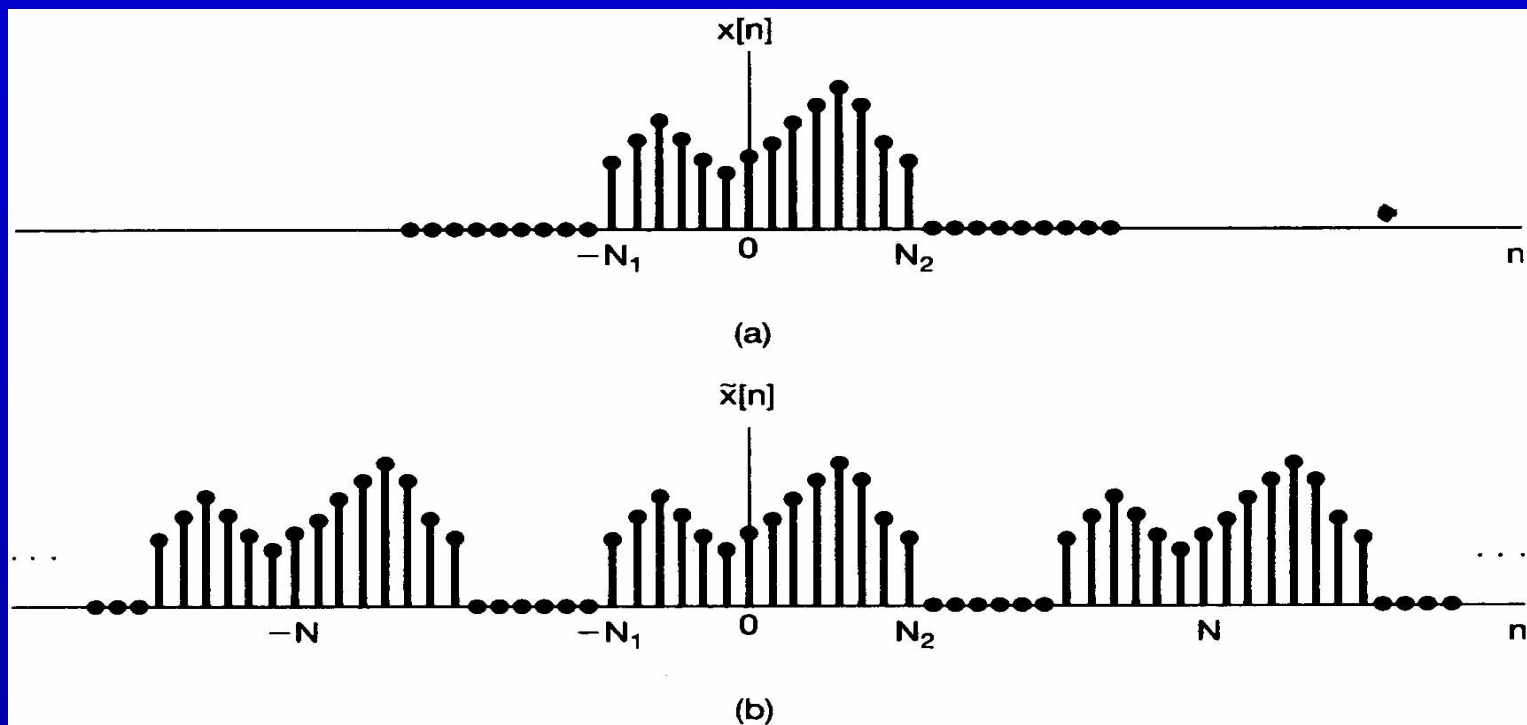 x[n]
−N₁ 0 N₂ n
(a)
x̃[n]
... ...
−N −N₁ 0 N₂ N n
(b)